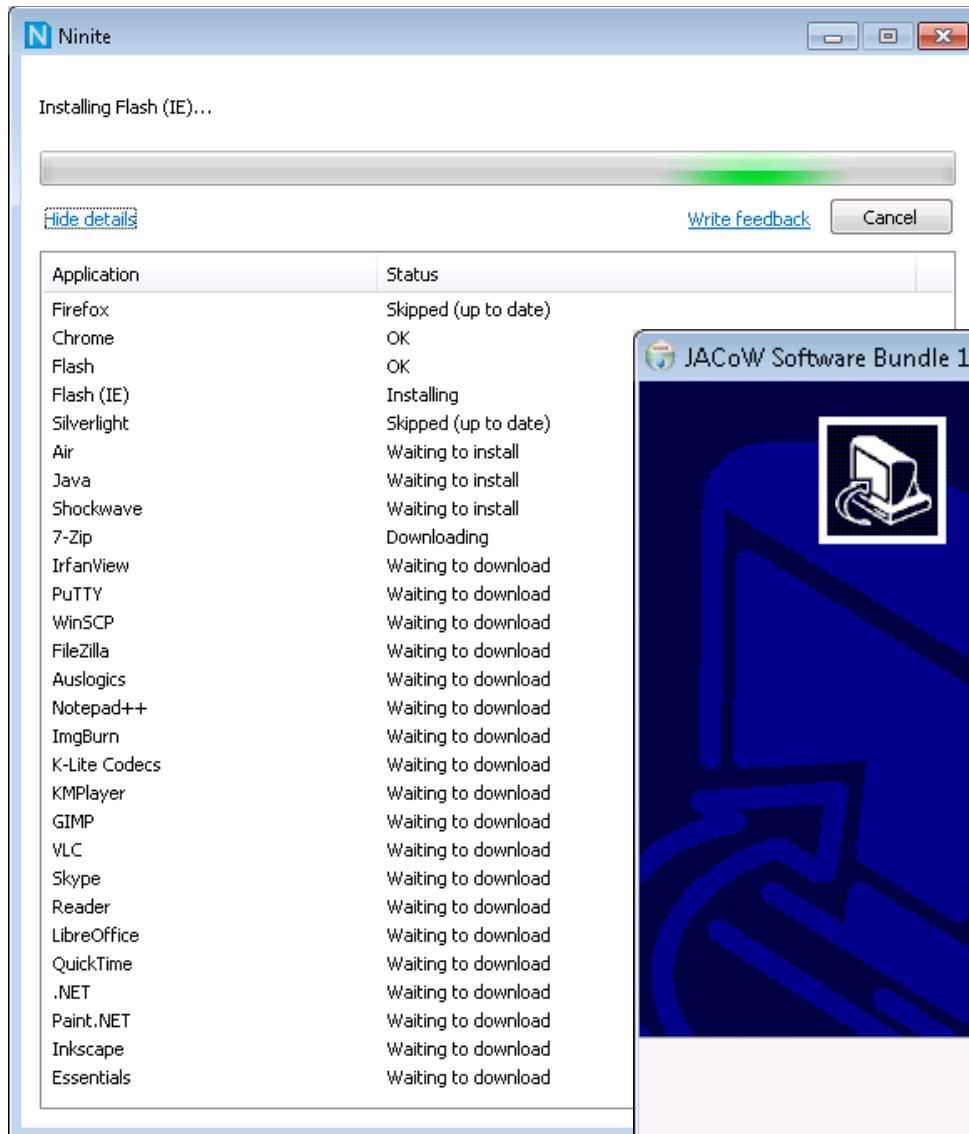 Ninite
Installing Flash (IE)...
Hide details
Write feedback
Cancel
Application Status
Firefox Skipped (up to date)
Chrome OK
Flash OK
Flash (IE) Installing
Silverlight Skipped (up to date)
Air Waiting to install
Java Waiting to install
Shockwave Waiting to install
7-Zip Downloading
IrfanView Waiting to download
PuTTY Waiting to download
WinSCP Waiting to download
FileZilla Waiting to download
Auslogics Waiting to download
Notepad++ Waiting to download
ImgBurn Waiting to download
K-Lite Codecs Waiting to download
KMPlayer Waiting to download
GIMP Waiting to download
VLC Waiting to download
Skype Waiting to download
Reader Waiting to download
LibreOffice Waiting to download
QuickTime Waiting to download
.NET Waiting to download
Paint.NET Waiting to download
Inkscape Waiting to download
Essentials Waiting to download
JACoW Software Bundle 1